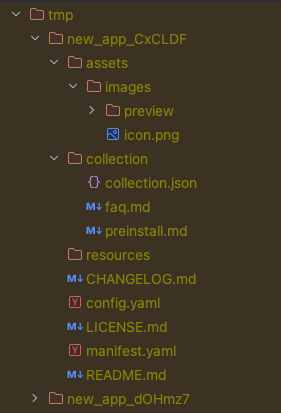 tmp
new_app_CxCLDF
assets
images
preview
icon.png
collection
{} collection.json
M↓ faq.md
M↓ preinstall.md
resources
M↓ CHANGELOG.md
Y config.yaml
M↓ LICENSE.md
Y manifest.yaml
M↓ README.md
new_app_dOHmz7